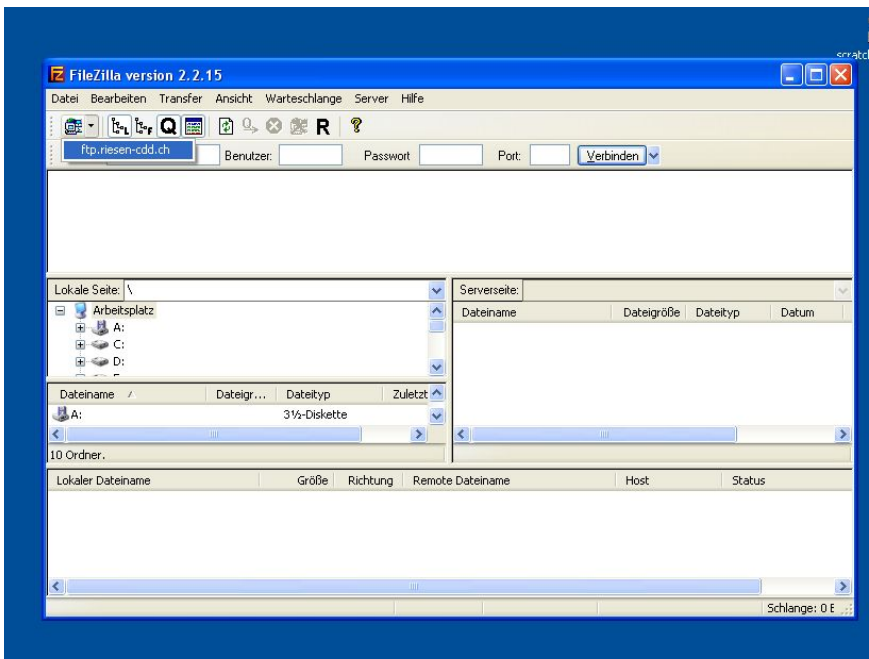 scratch
FileZilla version 2.2.15
Datei Bearbeiten Transfer Ansicht Warteschlange Server Hilfe
L F Q R ?
ftp.riesen-cdd.ch Benutzer: Passwort Port: Verbinden
Lokale Seite: \ Serverseite:
Arbeitsplatz
A:
C:
D:
Dateiname Dateigröße Dateityp Datum
Dateiname / Dateigr... Dateityp Zuletzt
A: 3½-Diskette
10 Ordner.
Lokaler Dateiname Größe Richtung Remote Dateiname Host Status
Schlange: 0 E